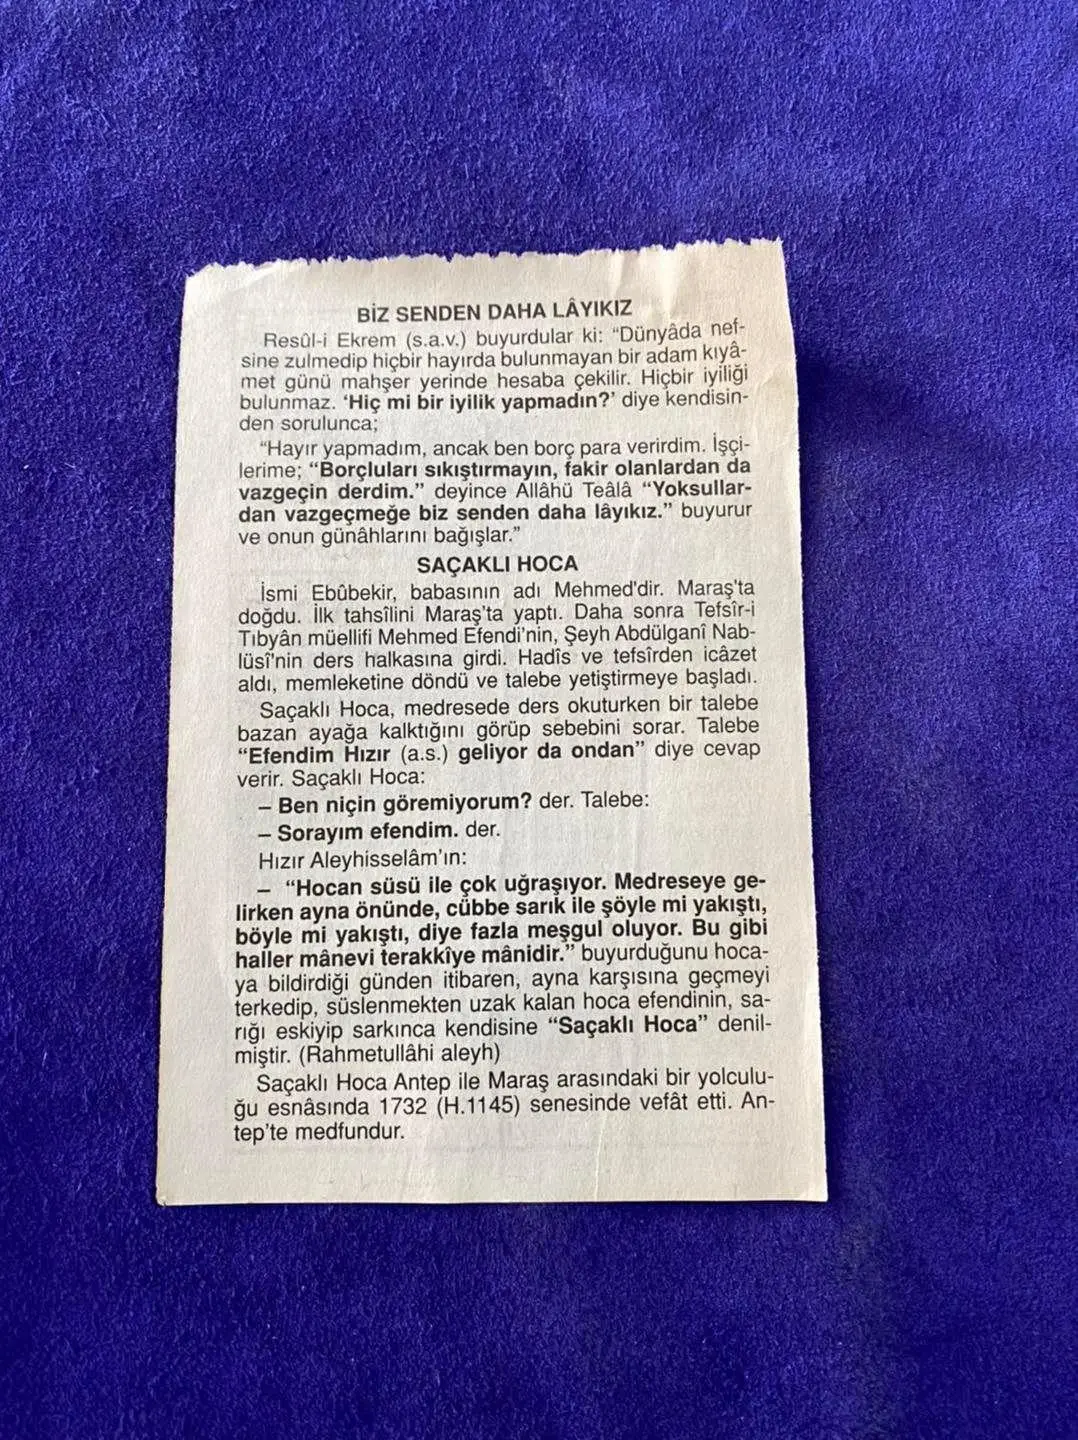 BİZ SENDEN DAHA LÂYIKIZ
Resûl-i Ekrem (s.a.v.) buyurdular ki: “Dünyâda nef-
sine zulmedip hiçbir hayırda bulunmayan bir adam kıyâ-
met günü mahşer yerinde hesaba çekilir. Hiçbir iyiliği
bulunmaz. ‘Hiç mi bir iyilik yapmadın?’ diye kendisin-
den sorulunca;
“Hayır yapmadım, ancak ben borç para verirdim. İşçi-
lerime; “Borçluları sıkıştırmayın, fakir olanlardan da
vazgeçin derdim.” deyince Allâhü Teâlâ “Yoksullar-
dan vazgeçmeğe biz senden daha lâyıkız.” buyurur
ve onun günâhlarını bağışlar.”
SAÇAKLI HOCA
İsmi Ebûbekir, babasının adı Mehmed'dir. Maraş'ta
doğdu. İlk tahsîlini Maraş'ta yaptı. Daha sonra Tefsîr-i
Tıbyân müellifi Mehmed Efendi'nin, Şeyh Abdülganî Nab-
lüsî'nin ders halkasına girdi. Hadîs ve tefsîrden icâzet
aldı, memleketine döndü ve talebe yetiştirmeye başladı.
Saçaklı Hoca, medresede ders okuturken bir talebe
bazan ayağa kalktığını görüp sebebini sorar. Talebe
“Efendim Hızır (a.s.) geliyor da ondan” diye cevap
verir. Saçaklı Hoca:
– Ben niçin göremiyorum? der. Talebe:
– Sorayım efendim. der.
Hızır Aleyhisselâm'ın:
– “Hocan süsü ile çok uğraşıyor. Medreseye ge-
lirken ayna önünde, cübbe sarık ile şöyle mi yakıştı,
böyle mi yakıştı, diye fazla meşgul oluyor. Bu gibi
haller mânevi terakkîye mânidir.” buyurduğunu hoca-
ya bildirdiği günden itibaren, ayna karşısına geçmeyi
terkedip, süslenmekten uzak kalan hoca efendinin, sa-
rığı eskiyip sarkınca kendisine “Saçaklı Hoca” denil-
miştir. (Rahmetullâhi aleyh)
Saçaklı Hoca Antep ile Maraş arasındaki bir yolculu-
ğu esnâsında 1732 (H.1145) senesinde vefât etti. An-
tep'te medfundur.